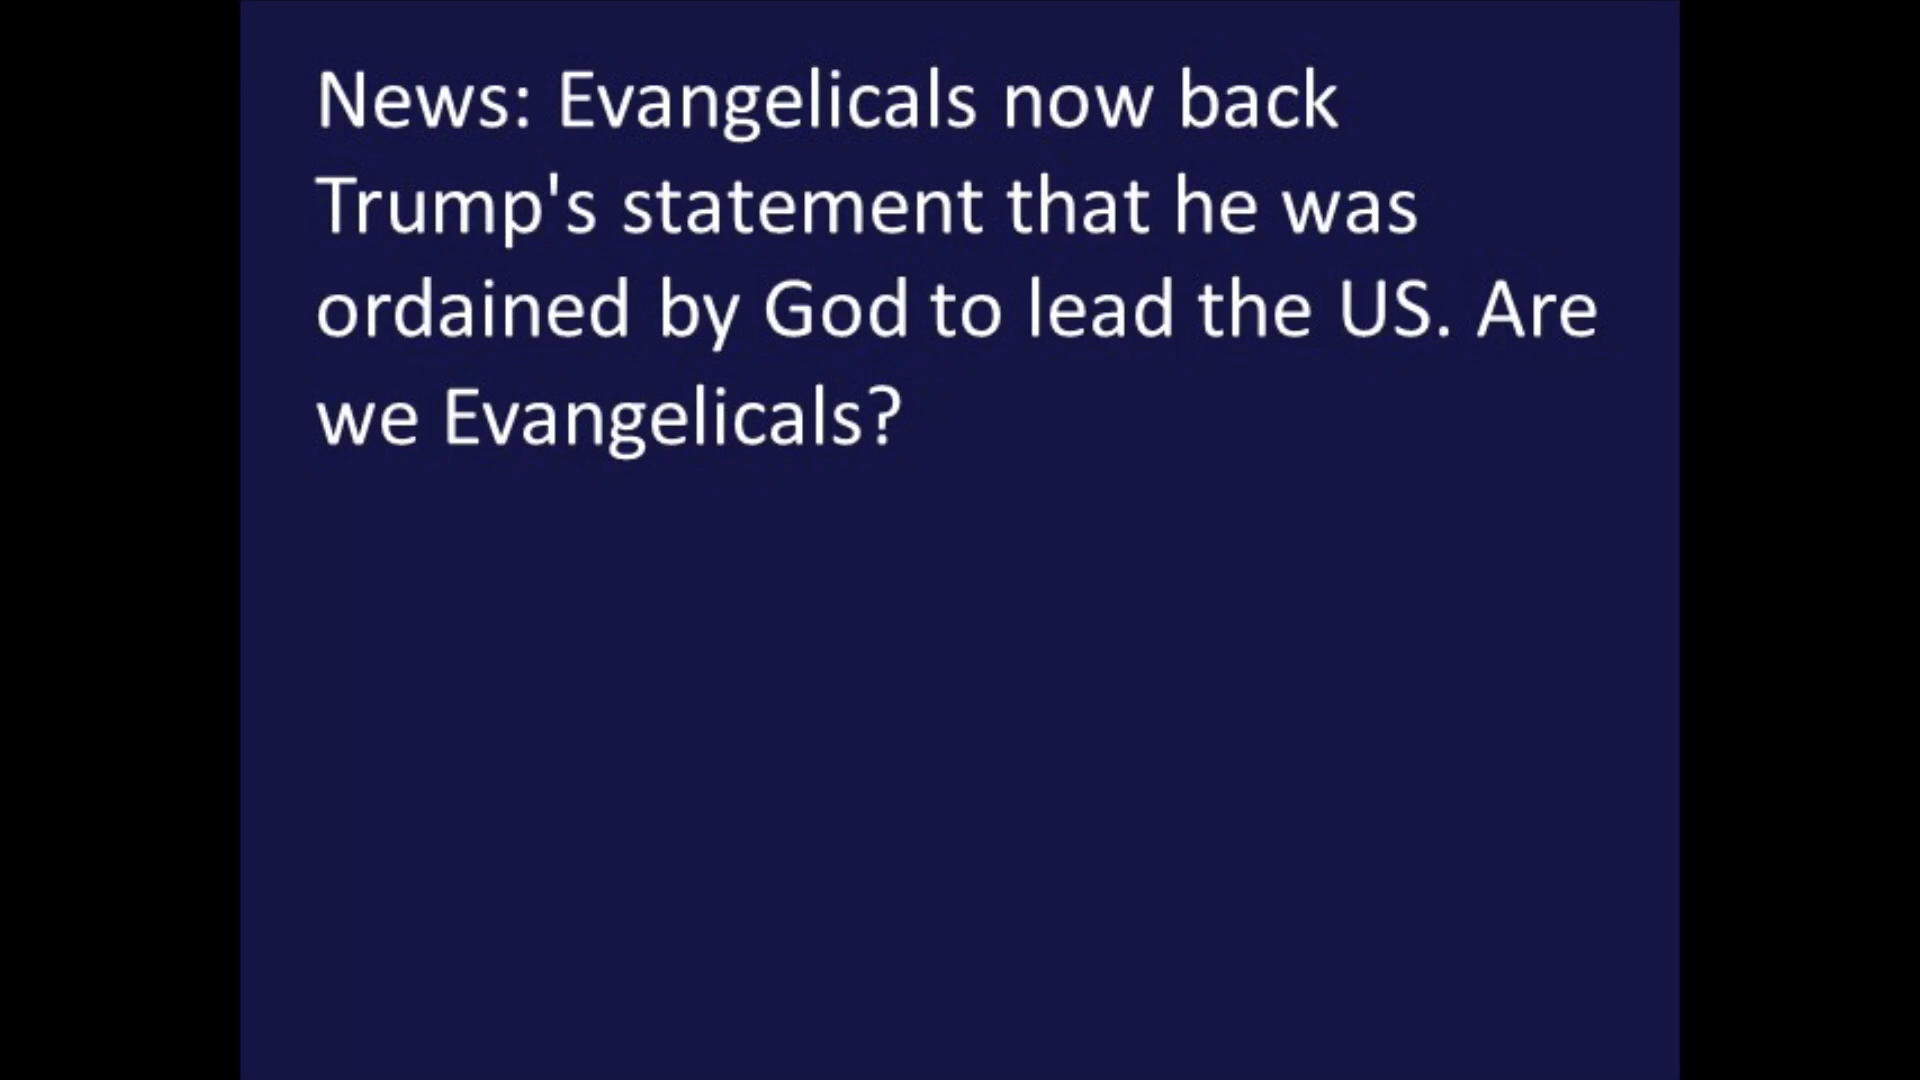 News: Evangelicals now back
Trump's statement that he was
ordained by God to lead the US. Are
we Evangelicals?